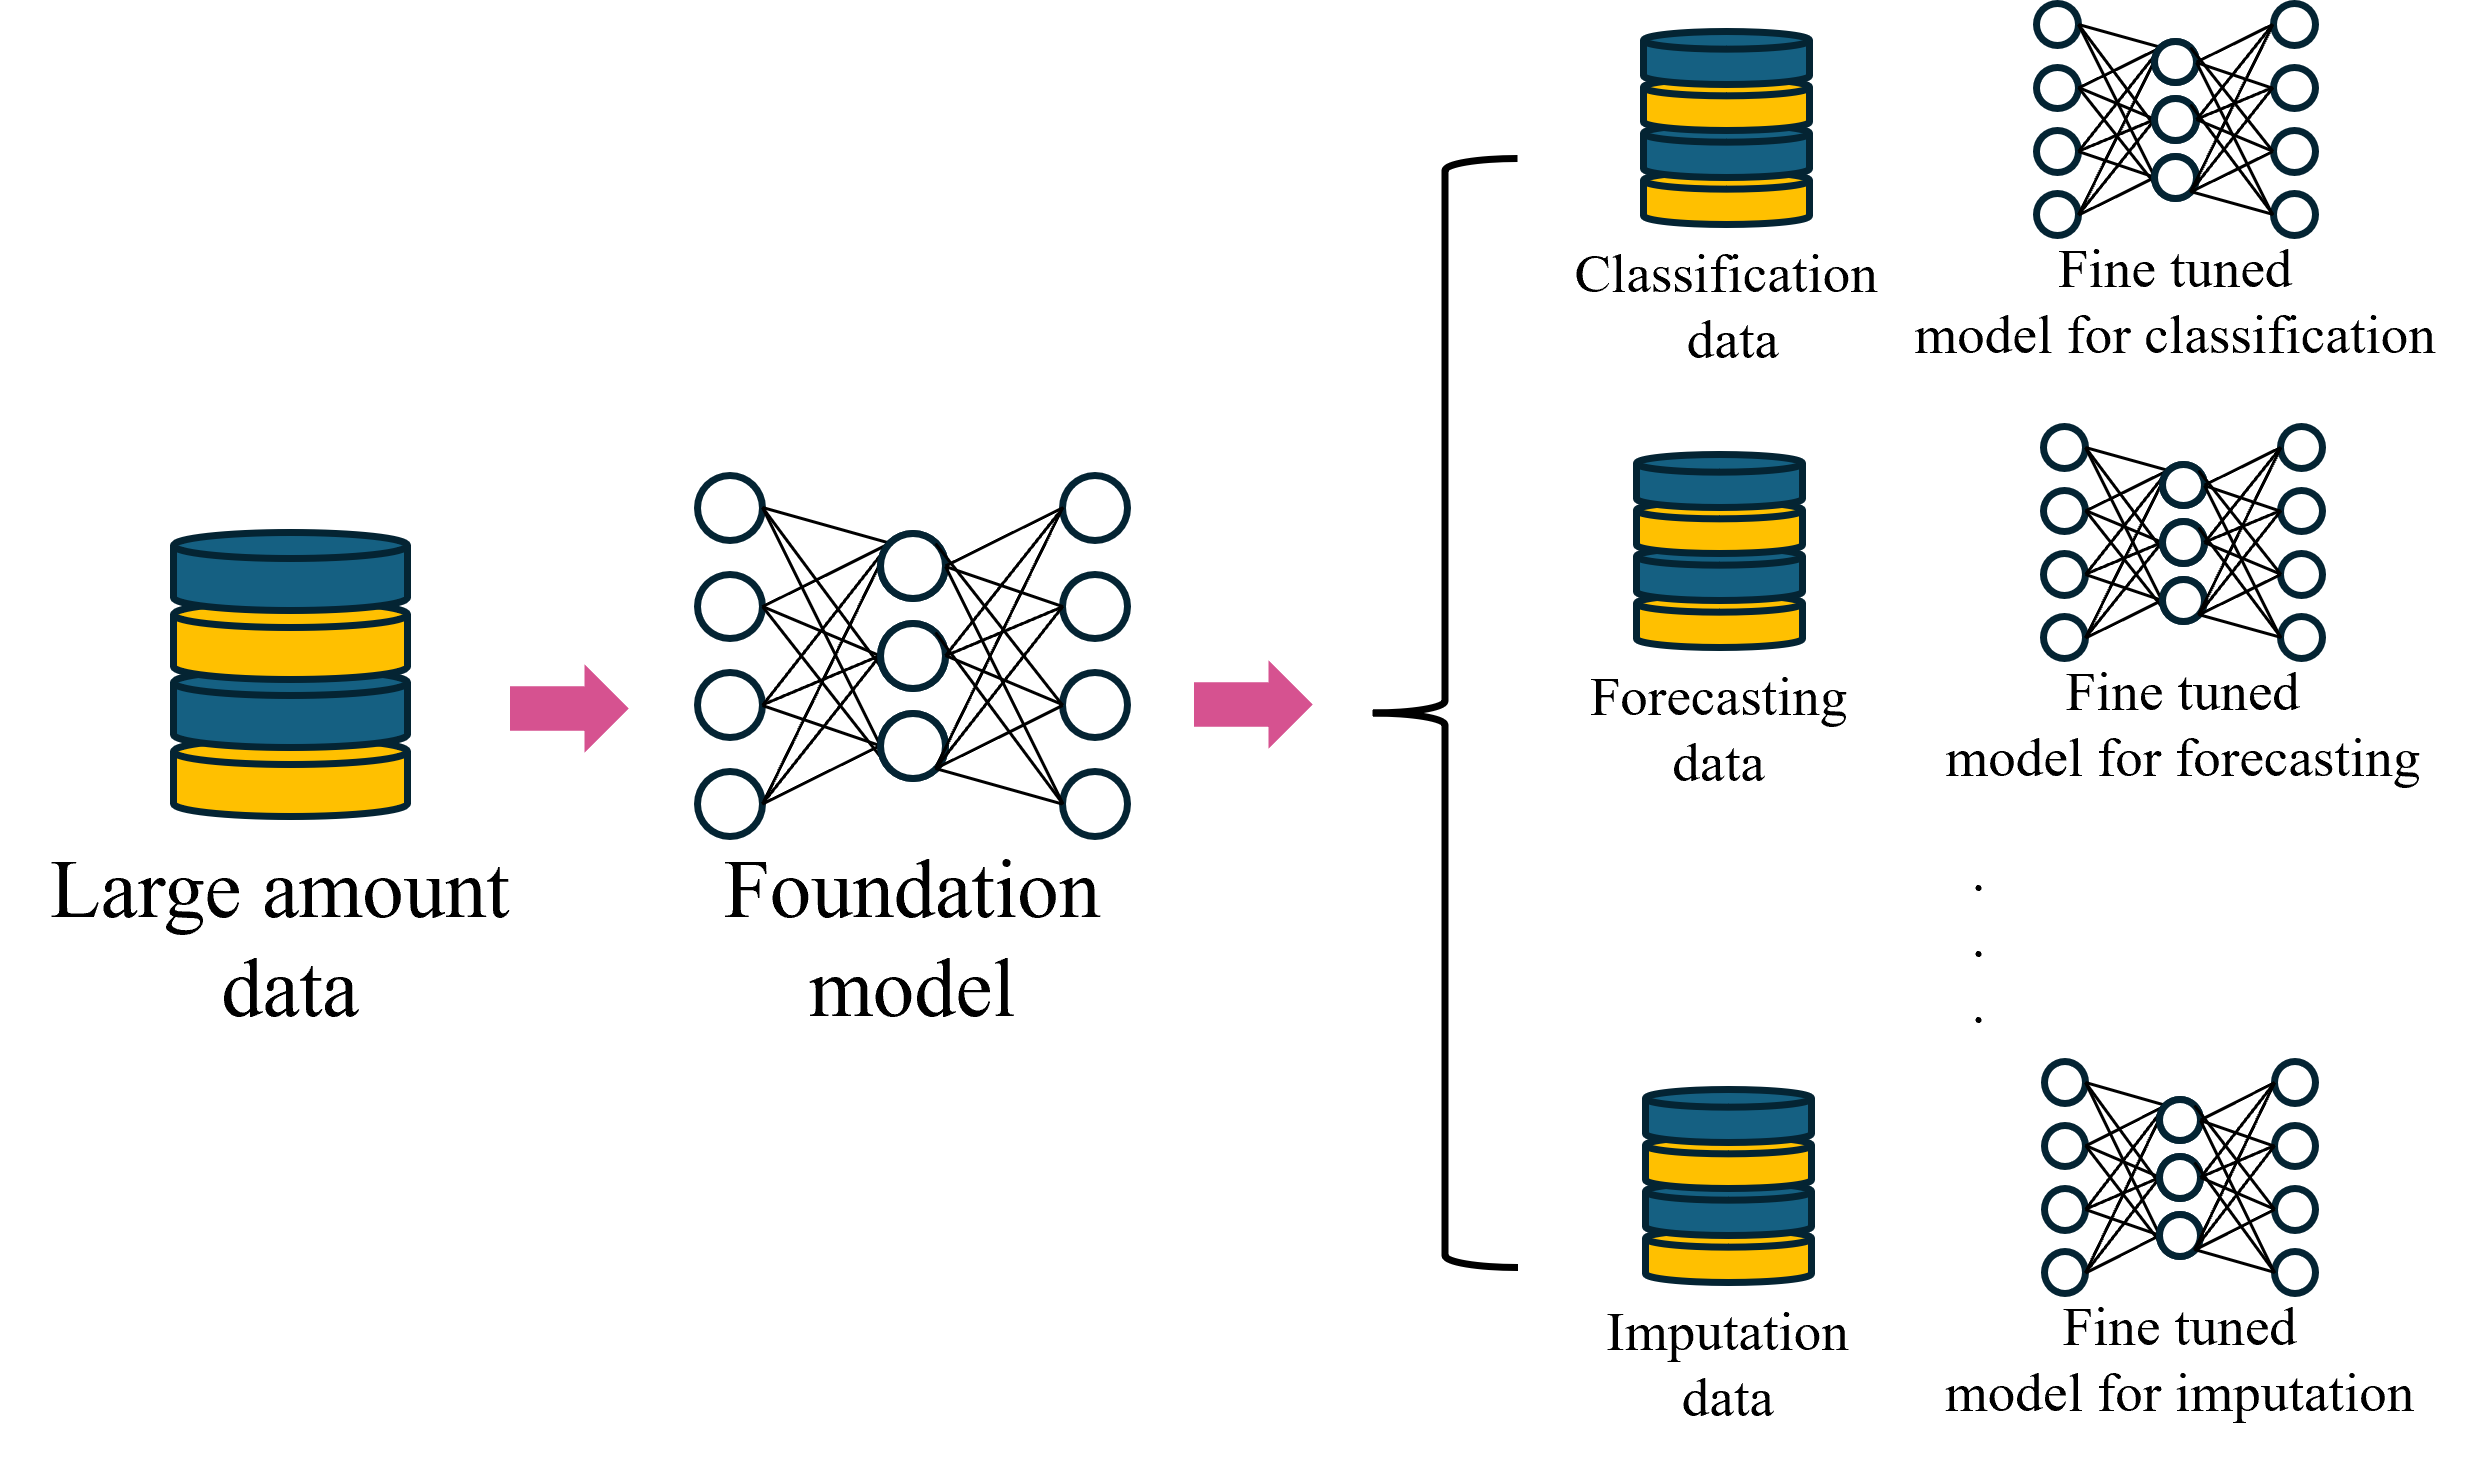 Large amount
data
Foundation
model
Classification
data
Fine tuned
model for classification
Forecasting
data
Fine tuned
model for forecasting
.
.
.
Imputation
data
Fine tuned
model for imputation